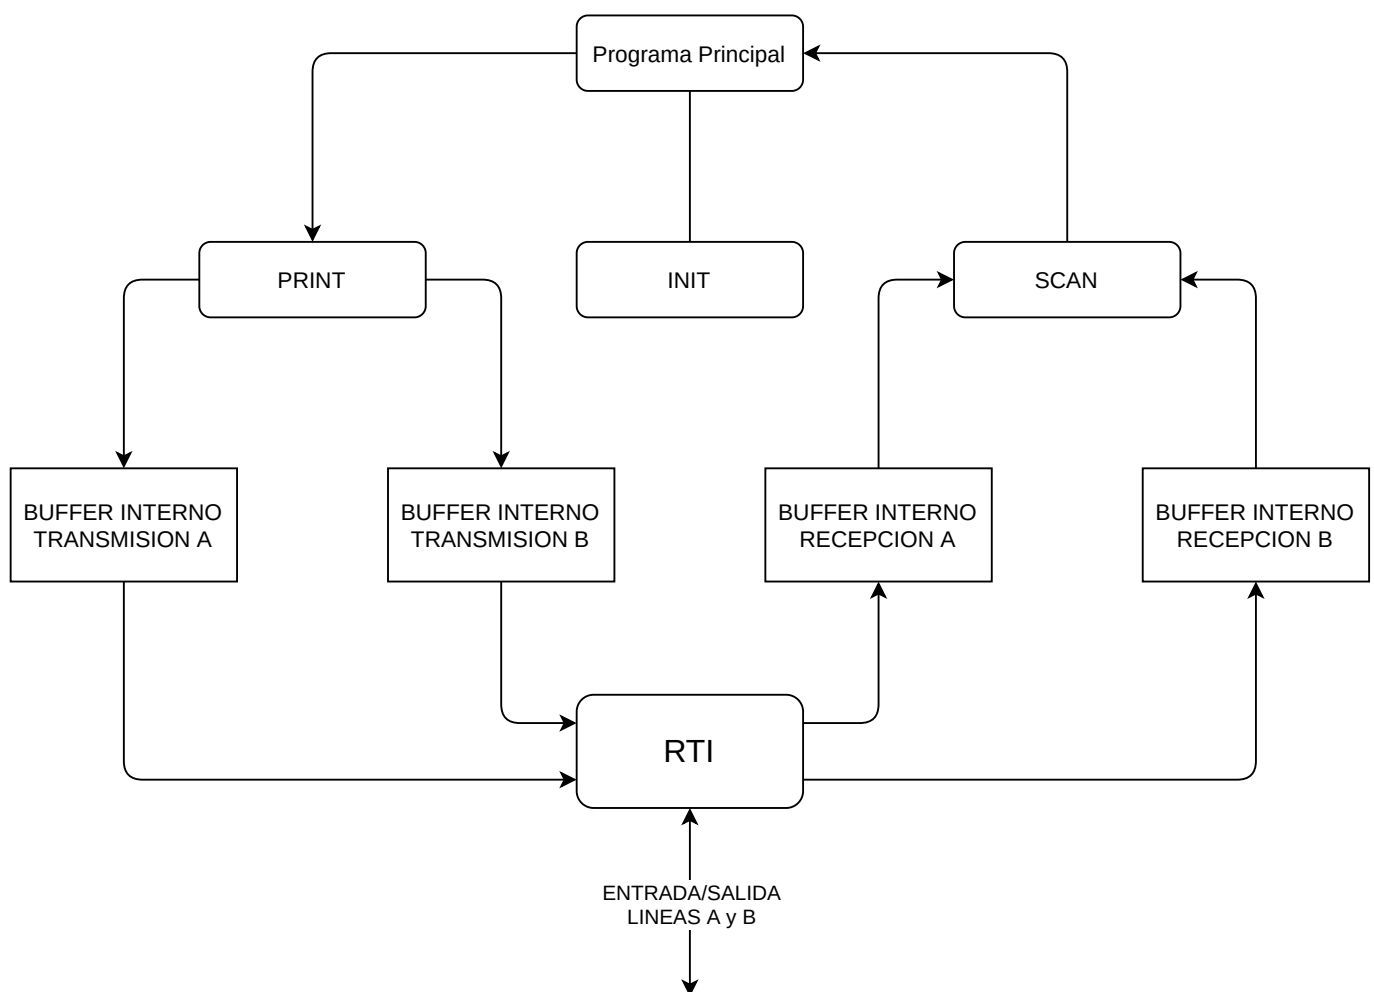 Programa Principal
PRINT
INIT
SCAN
BUFFER INTERNO
TRANSMISION A
BUFFER INTERNO
TRANSMISION B
BUFFER INTERNO
RECEPCION A
BUFFER INTERNO
RECEPCION B
RTI
ENTRADA/SALIDA
LINEAS A y B